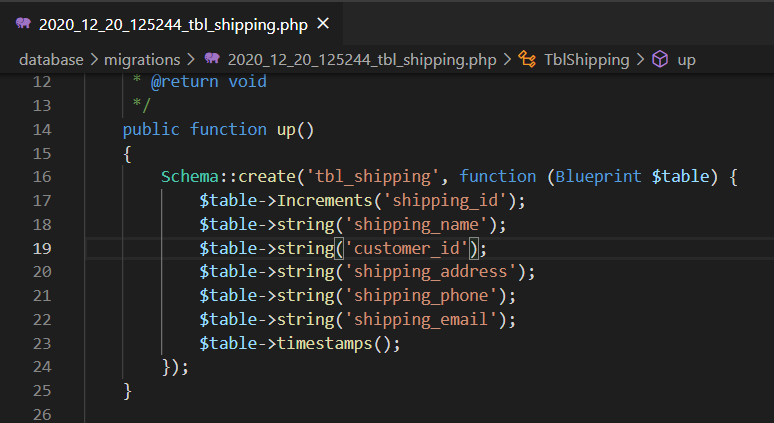 2020_12_20_125244_tbl_shipping.php ×
database > migrations > 2020_12_20_125244_tbl_shipping.php > TblShipping > up
12 * @return void
13 */
14 public function up()
15 {
16 Schema::create('tbl_shipping', function (Blueprint $table) {
17 $table->Increments('shipping_id');
18 $table->string('shipping_name');
19 $table->string('customer_id');
20 $table->string('shipping_address');
21 $table->string('shipping_phone');
22 $table->string('shipping_email');
23 $table->timestamps();
24 });
25 }
26